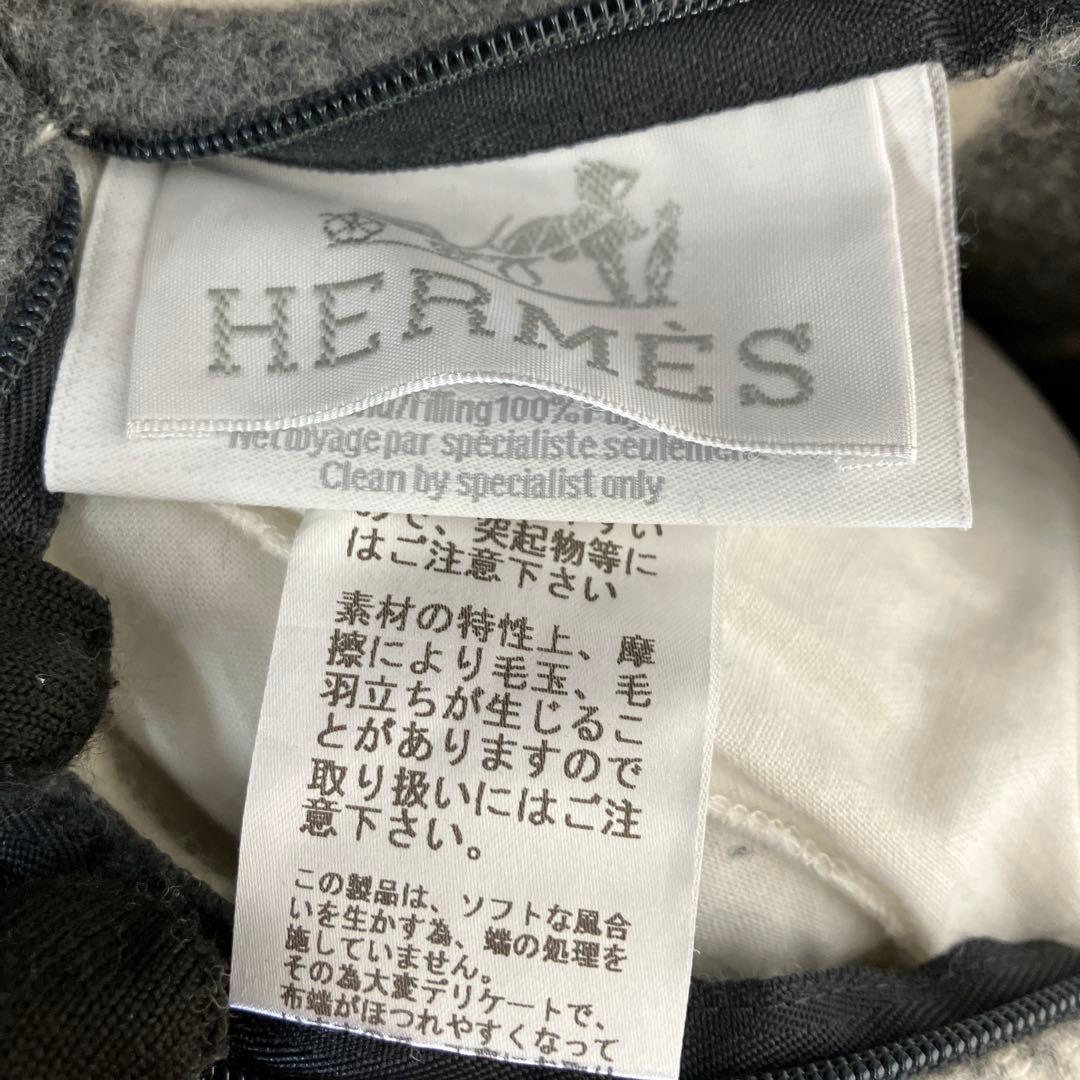 HERMÈS
filling 100%
Nettoyage par spécialiste seulement
Clean by specialist only
ので、突起物等に
はご注意下さい
素材の特性上、摩
擦により毛玉、毛
羽立ちが生じるこ
とがありますので
取り扱いにはご注
意下さい。
この製品は、ソフトな風合
いを生かす為、端の処理を
施していません。
その為大変デリケートで、
布端がほつれやすくなって